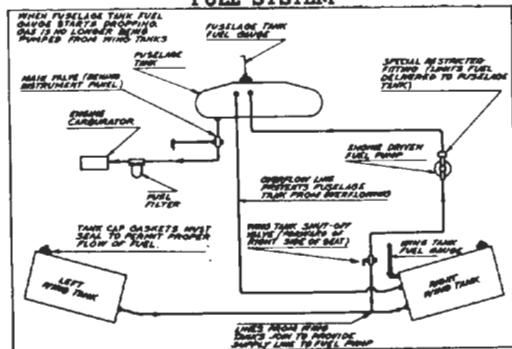 FUEL SYSTEM
WHEN FUSELAGE TANK FUEL
GAUGE STARTS DROPPING,
GAS IS NO LONGER BEING
PUMPED FROM WING TANKS
FUSELAGE TANK
FUEL GAUGE
FUSELAGE
TANK
MAIN VALVE (BEHIND
INSTRUMENT PANEL)
ENGINE
CARBURATOR
FUEL
FILTER
SPECIAL RESTRICTED
FITTING (LIMITS FUEL
DELIVERED TO FUSELAGE
TANK)
ENGINE DRIVEN
FUEL PUMP
OVERFLOW LINE
PREVENTS FUSELAGE
TANK FROM OVERFLOWING
TANK CAP GASKETS MUST
SEAL TO PERMIT PROPER
FLOW OF FUEL.
WING TANK SHUT-OFF
VALVE (FORWARD OF
RIGHT SIDE OF SEAT)
WING TANK
FUEL GAUGE
LEFT
WING TANK
RIGHT
WING TANK
LINES FROM WING
TANKS JOIN TO PROVIDE
SUPPLY LINE TO FUEL PUMP